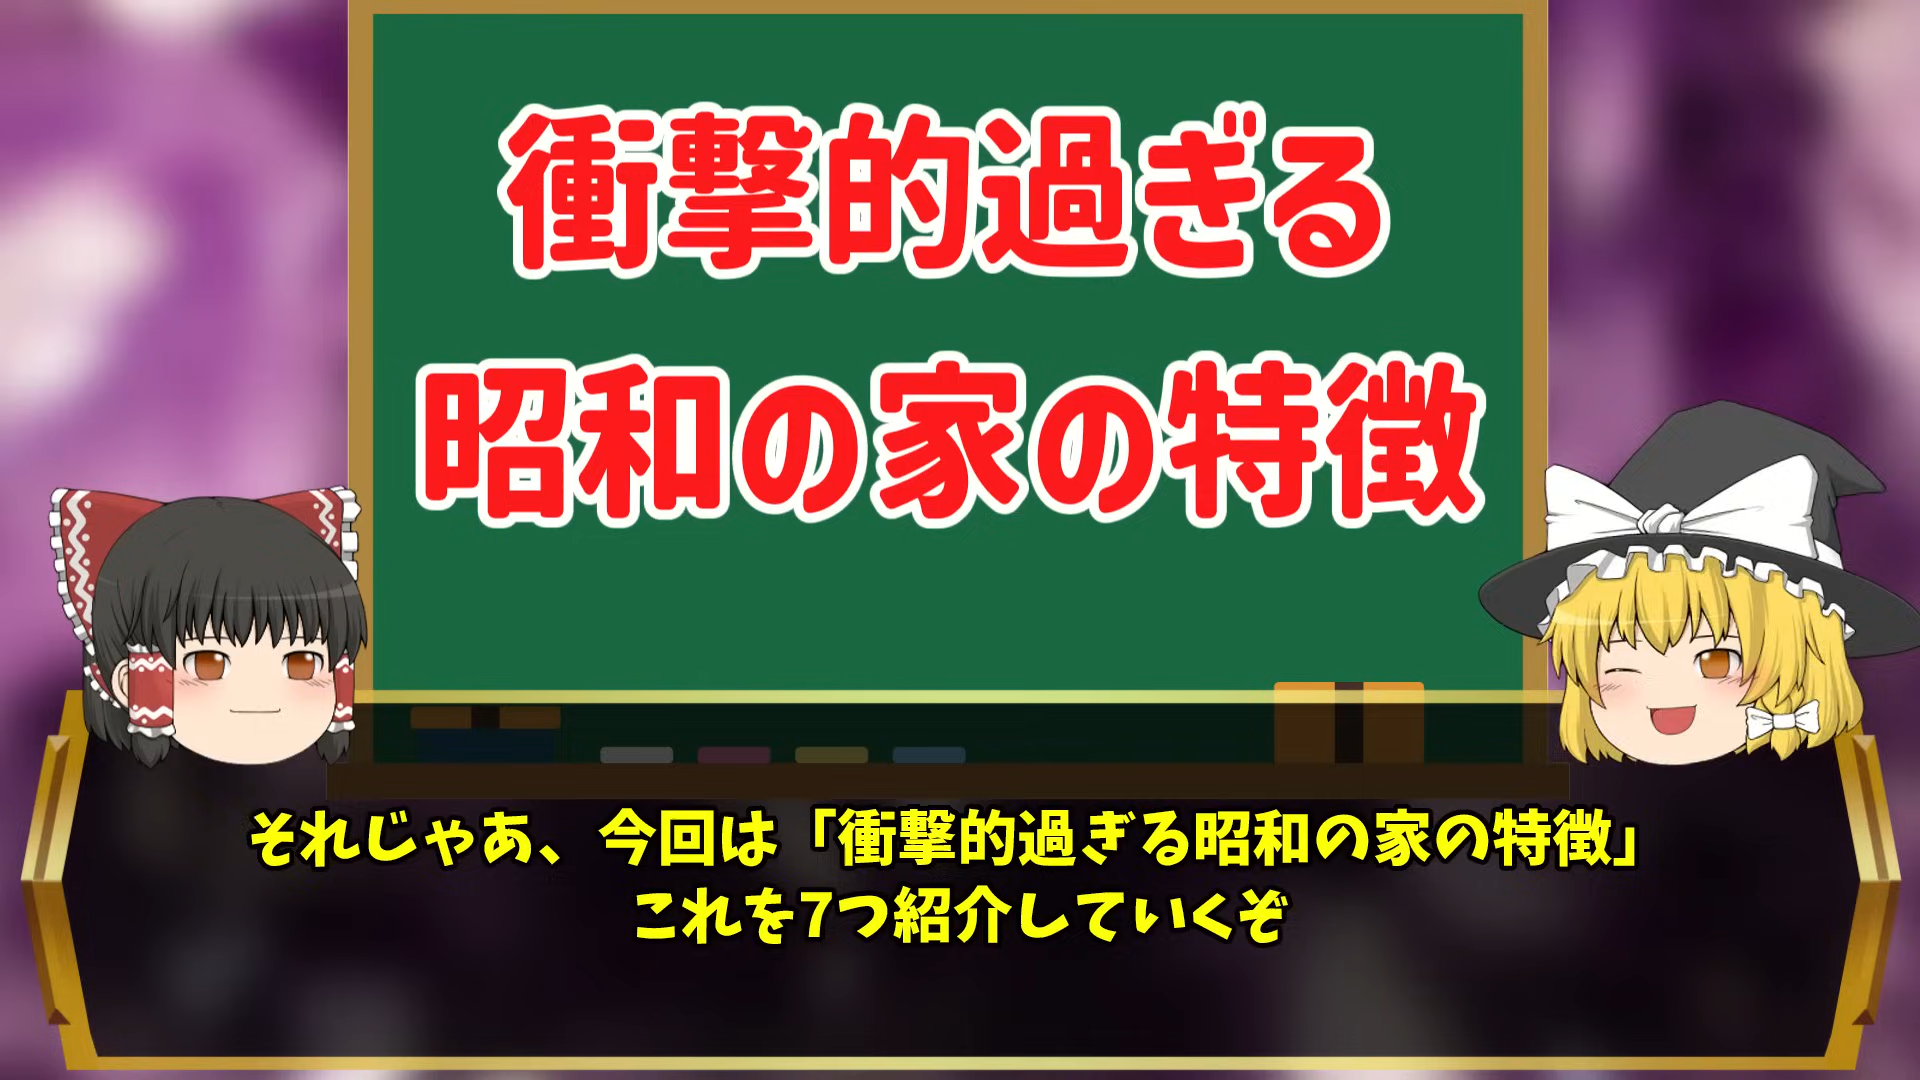 衝撃的過ぎる
昭和の家の特徴
それじゃあ、今回は「衝撃的過ぎる昭和の家の特徴」
これを7つ紹介していくぞ